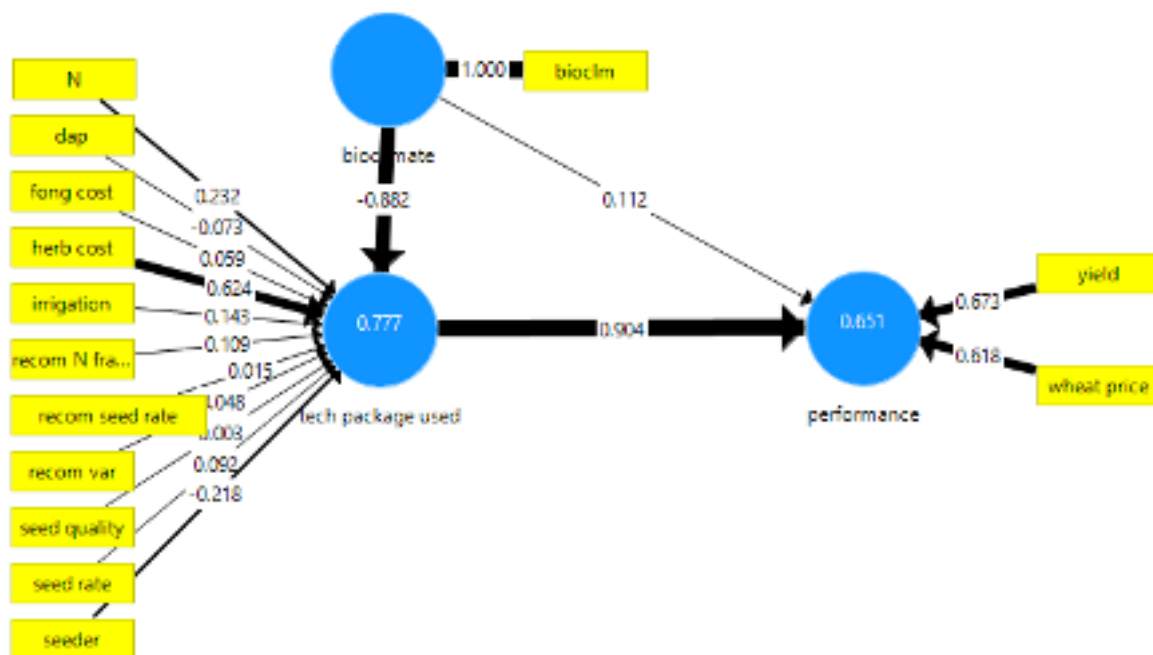 N
dap
fong cost
herb cost
irrigation
recom N fra...
recom seed rate
recom var
seed quality
seed rate
seeder
0.232
-0.073
0.059
0.624
0.143
0.109
0.015
.048
.003
0.092
-0.218
1.000
bioclm
-0.882
0.112
0.777
tech package used
0.904
0.651
performance
0.673
0.618
yield
wheat price